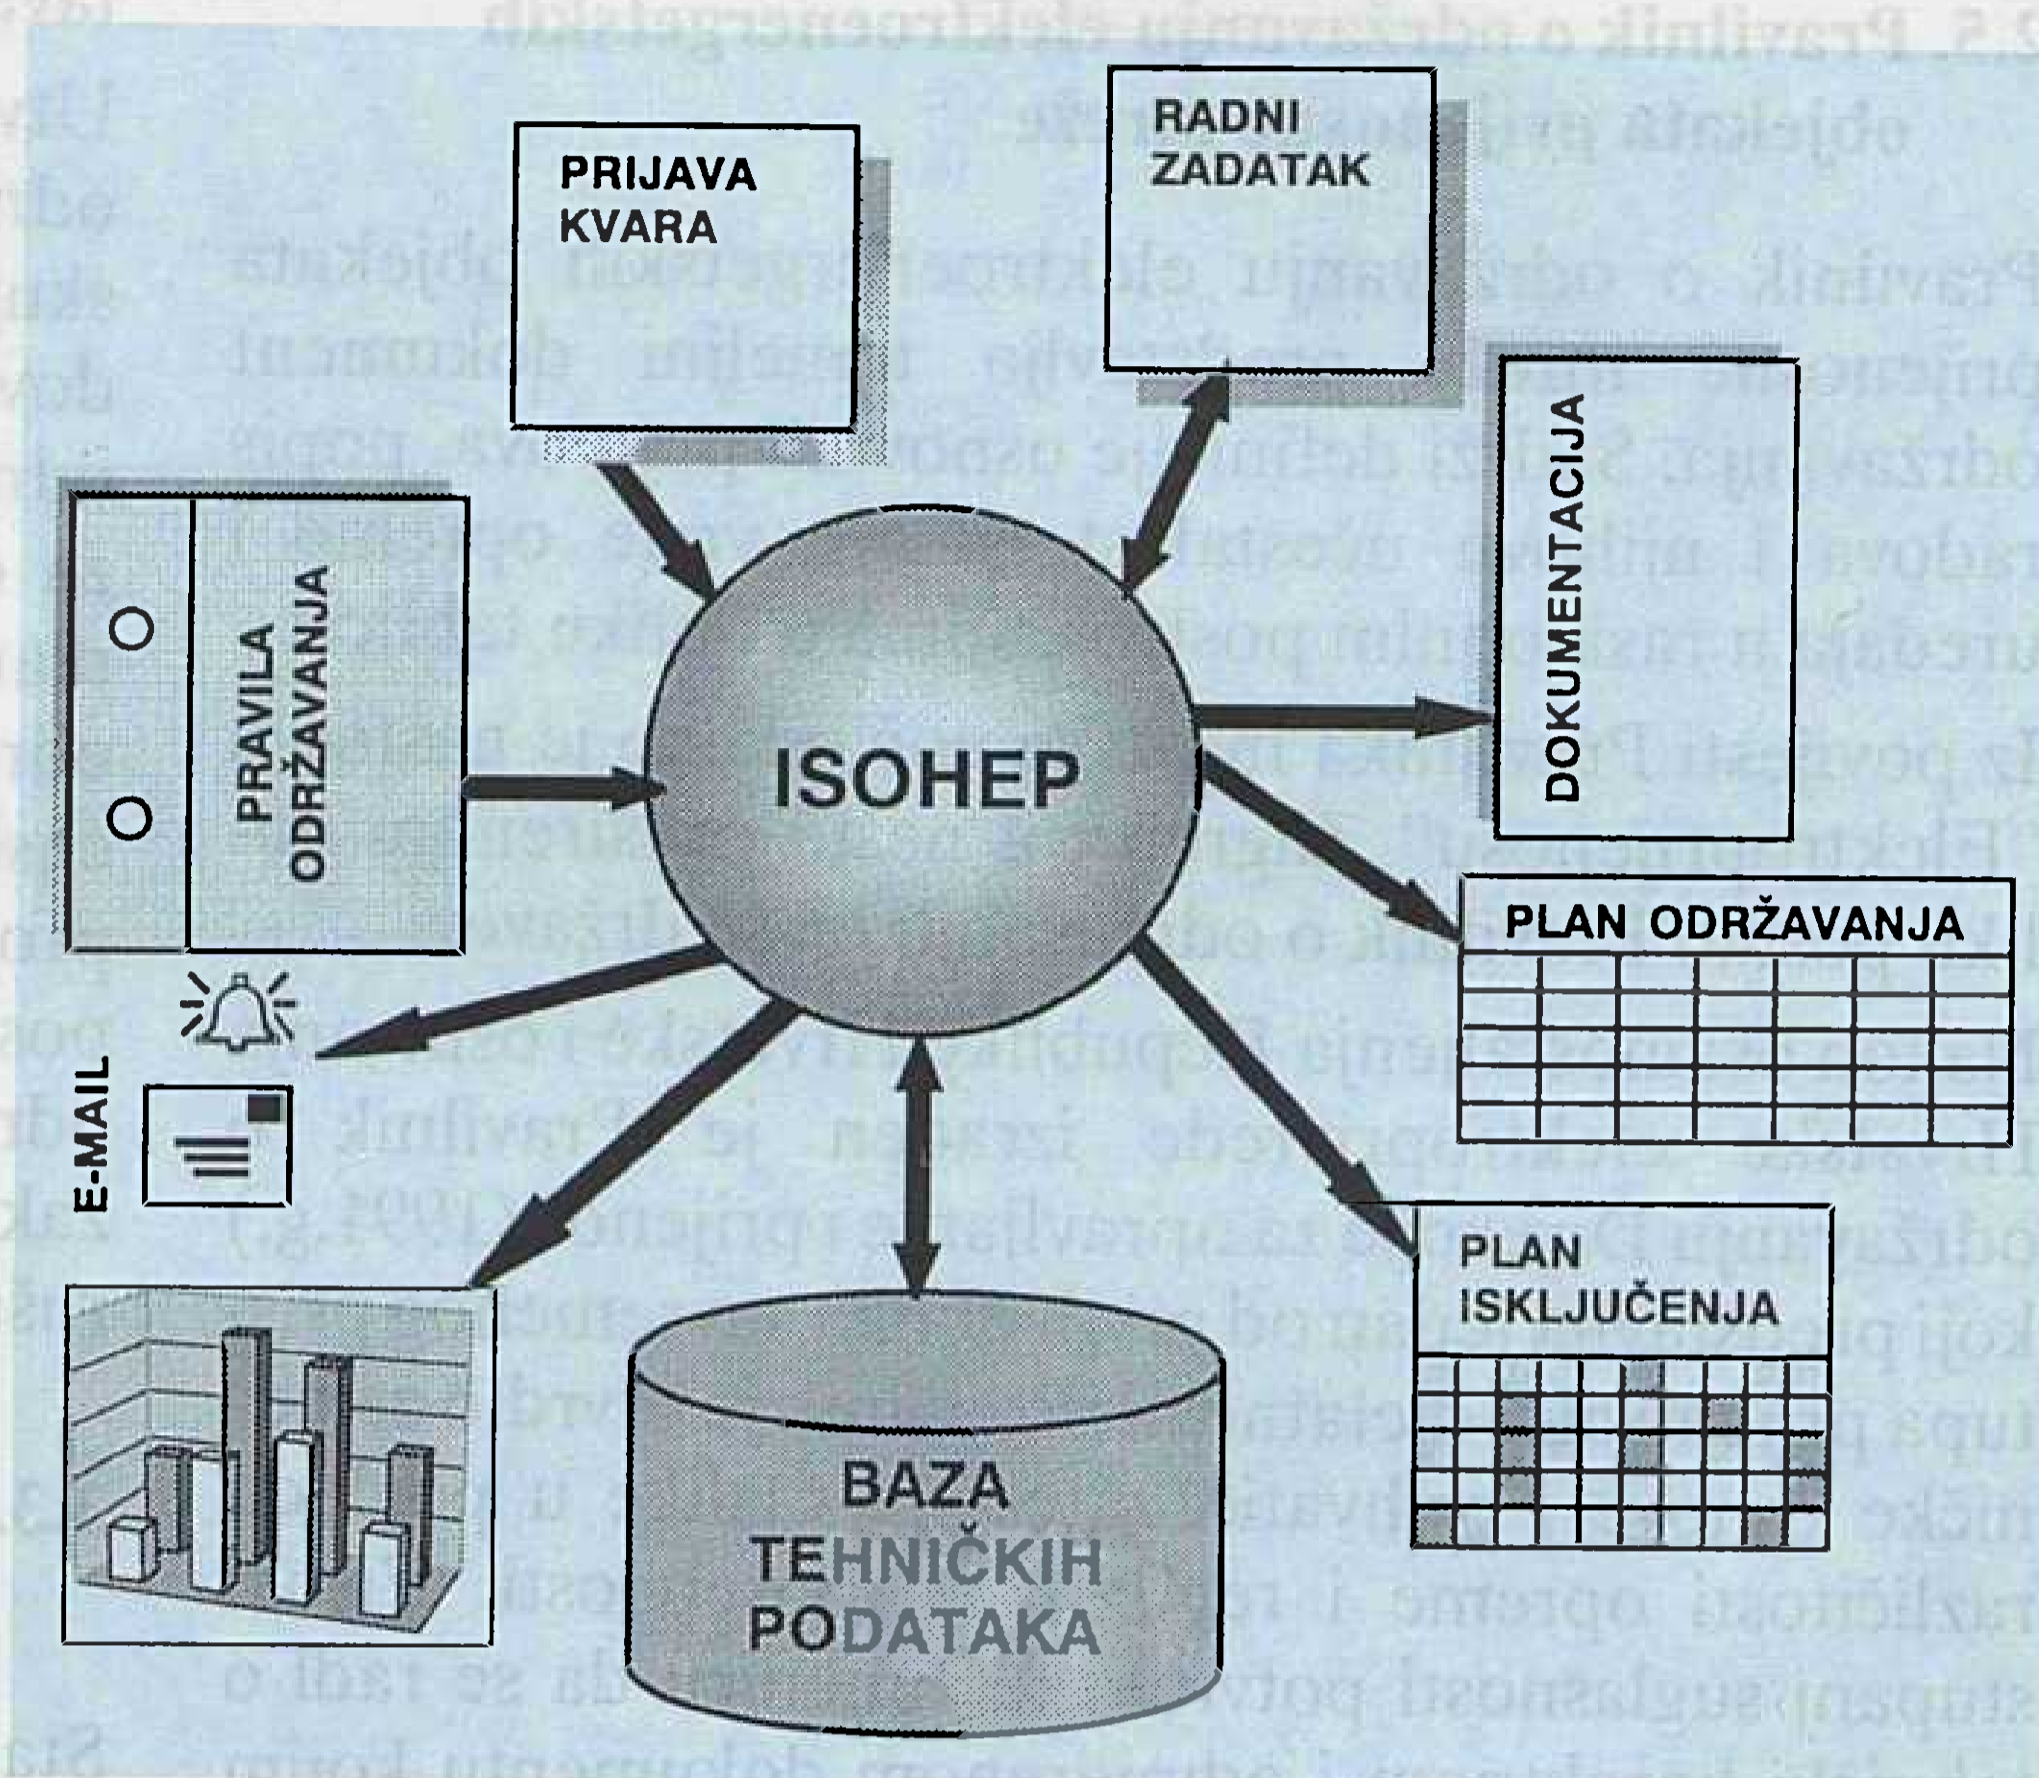 PRIJAVA
KVARA
RADNI
ZADATAK
DOKUMENTACIJA
PRAVILA
ODRŽAVANJA
ISOHEP
PLAN ODRŽAVANJA
E-MAIL
PLAN
ISKLJUČENJA
BAZA
TEHNIČKIH
PODATAKA